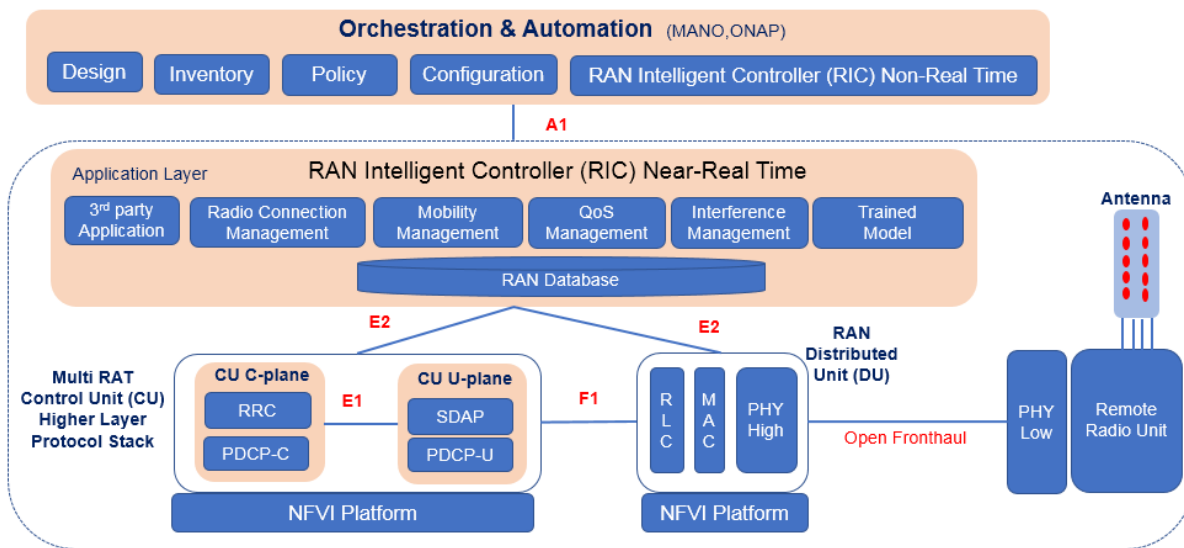 Orchestration & Automation (MANO,ONAP)
Design
Inventory
Policy
Configuration
RAN Intelligent Controller (RIC) Non-Real Time
A1
Application Layer
RAN Intelligent Controller (RIC) Near-Real Time
3rd party
Application
Radio Connection
Management
Mobility
Management
QoS
Management
Interference
Management
Trained
Model
RAN Database
Antenna
E2
E2
RAN
Distributed
Unit (DU)
Multi RAT
Control Unit (CU)
Higher Layer
Protocol Stack
CU C-plane
RRC
PDCP-C
E1
CU U-plane
SDAP
PDCP-U
F1
R
L
C
M
A
C
PHY
High
Open Fronthaul
PHY
Low
Remote
Radio Unit
NFVI Platform
NFVI Platform